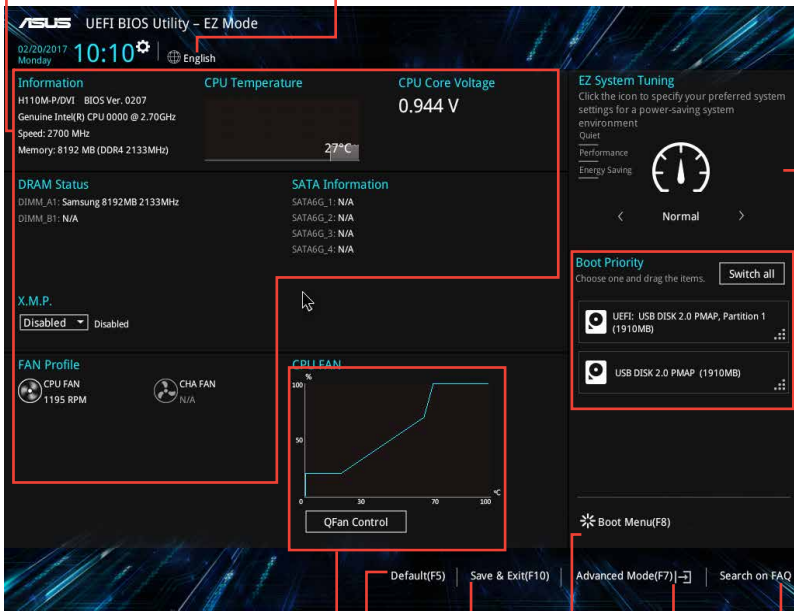 ASUS UEFI BIOS Utility – EZ Mode
02/20/2017
Monday
10:10
English
Information
H110M-P/DVI BIOS Ver. 0207
Genuine Intel(R) CPU 0000 @ 2.70GHz
Speed: 2700 MHz
Memory: 8192 MB (DDR4 2133MHz)
CPU Temperature
27°C
CPU Core Voltage
0.944 V
EZ System Tuning
Click the icon to specify your preferred system
settings for a power-saving system
environment
Quiet
Performance
Energy Saving
Normal
DRAM Status
DIMM_A1: Samsung 8192MB 2133MHz
DIMM_B1: N/A
SATA Information
SATA6G_1: N/A
SATA6G_2: N/A
SATA6G_3: N/A
SATA6G_4: N/A
Boot Priority
Choose one and drag the items.
Switch all
UEFI: USB DISK 2.0 PMAP, Partition 1
(1910MB)
USB DISK 2.0 PMAP (1910MB)
X.M.P.
Disabled Disabled
FAN Profile
CPU FAN
1195 RPM
CHA FAN
N/A
CPU FAN
%
100
50
0 30 70 100
°C
QFan Control
Boot Menu(F8)
Default(F5) Save & Exit(F10) Advanced Mode(F7) Search on FAQ